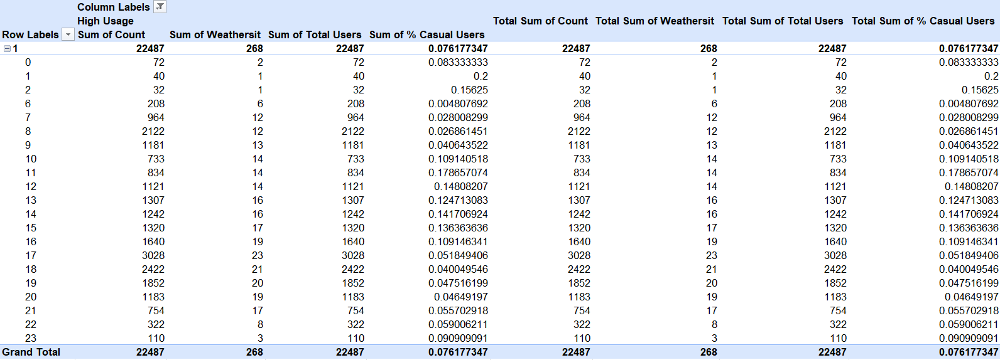 Column Labels
High Usage Total Sum of Count Total Sum of Weathersit Total Sum of Total Users Total Sum of % Casual Users
Row Labels Sum of Count Sum of Weathersit Sum of Total Users Sum of % Casual Users
1 22487 268 22487 0.076177347 22487 268 22487 0.076177347
0 72 2 72 0.083333333 72 2 72 0.083333333
1 40 1 40 0.2 40 1 40 0.2
2 32 1 32 0.15625 32 1 32 0.15625
6 208 6 208 0.004807692 208 6 208 0.004807692
7 964 12 964 0.028008299 964 12 964 0.028008299
8 2122 12 2122 0.026861451 2122 12 2122 0.026861451
9 1181 13 1181 0.040643522 1181 13 1181 0.040643522
10 733 14 733 0.109140518 733 14 733 0.109140518
11 834 14 834 0.178657074 834 14 834 0.178657074
12 1121 14 1121 0.14808207 1121 14 1121 0.14808207
13 1307 16 1307 0.124713083 1307 16 1307 0.124713083
14 1242 16 1242 0.141706924 1242 16 1242 0.141706924
15 1320 17 1320 0.136363636 1320 17 1320 0.136363636
16 1640 19 1640 0.109146341 1640 19 1640 0.109146341
17 3028 23 3028 0.051849406 3028 23 3028 0.051849406
18 2422 21 2422 0.040049546 2422 21 2422 0.040049546
19 1852 20 1852 0.047516199 1852 20 1852 0.047516199
20 1183 19 1183 0.04649197 1183 19 1183 0.04649197
21 754 17 754 0.055702918 754 17 754 0.055702918
22 322 8 322 0.059006211 322 8 322 0.059006211
23 110 3 110 0.090909091 110 3 110 0.090909091
Grand Total 22487 268 22487 0.076177347 22487 268 22487 0.076177347